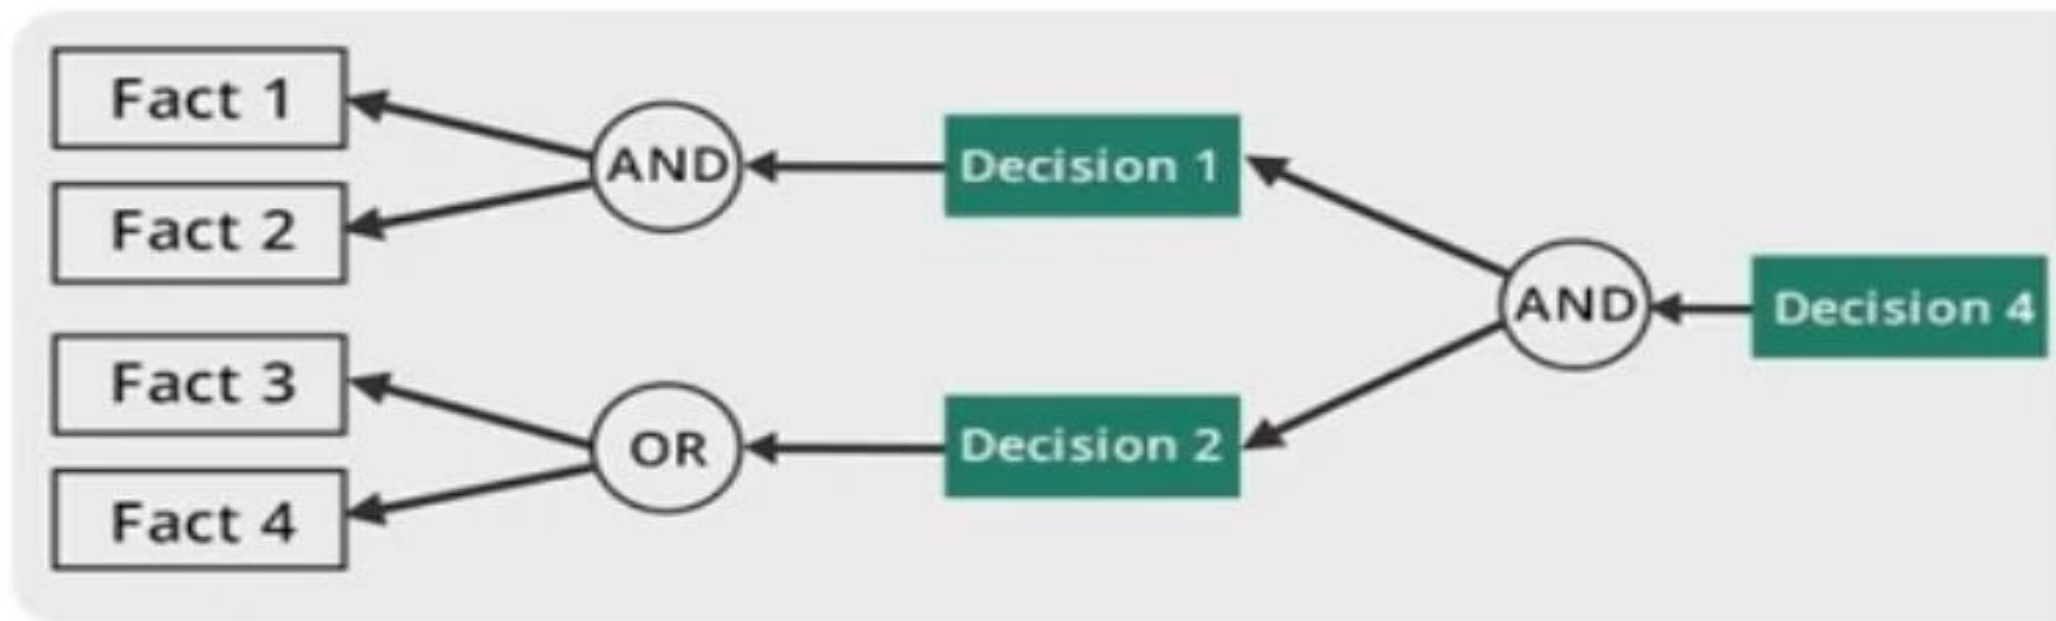 Fact 1
Fact 2
AND
Decision 1
Fact 3
Fact 4
OR
Decision 2
AND
Decision 4